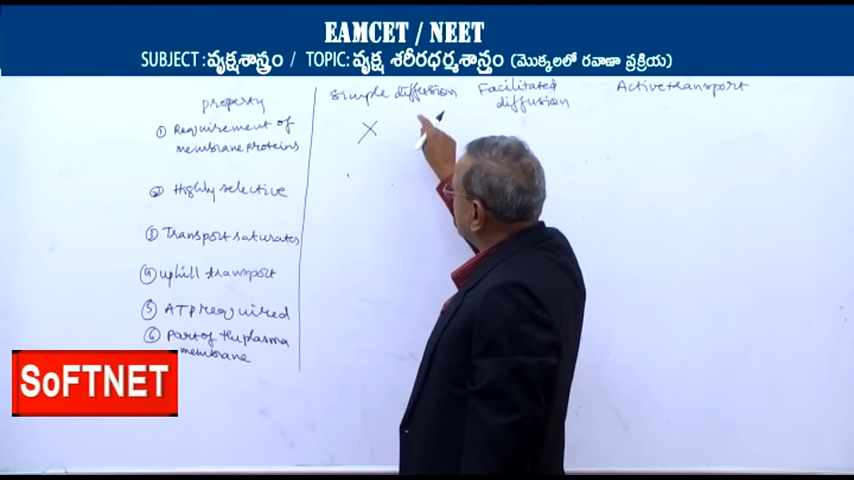 EAMCET / NEET
SUBJECT : వృక్షశాస్త్రం / TOPIC: వృక్ష శరీరధర్మశాస్త్రం (మొక్కలలో రవాణా ప్రక్రియ)
property
simple diffusion
Facilitated
diffusion
Activetransport
① Requirement of
membrane proteins
X
② Highly selective
③ Transport saturates
④ uphill transport
⑤ ATP required
⑥ Part of the plasma
membrane
SoFTNET